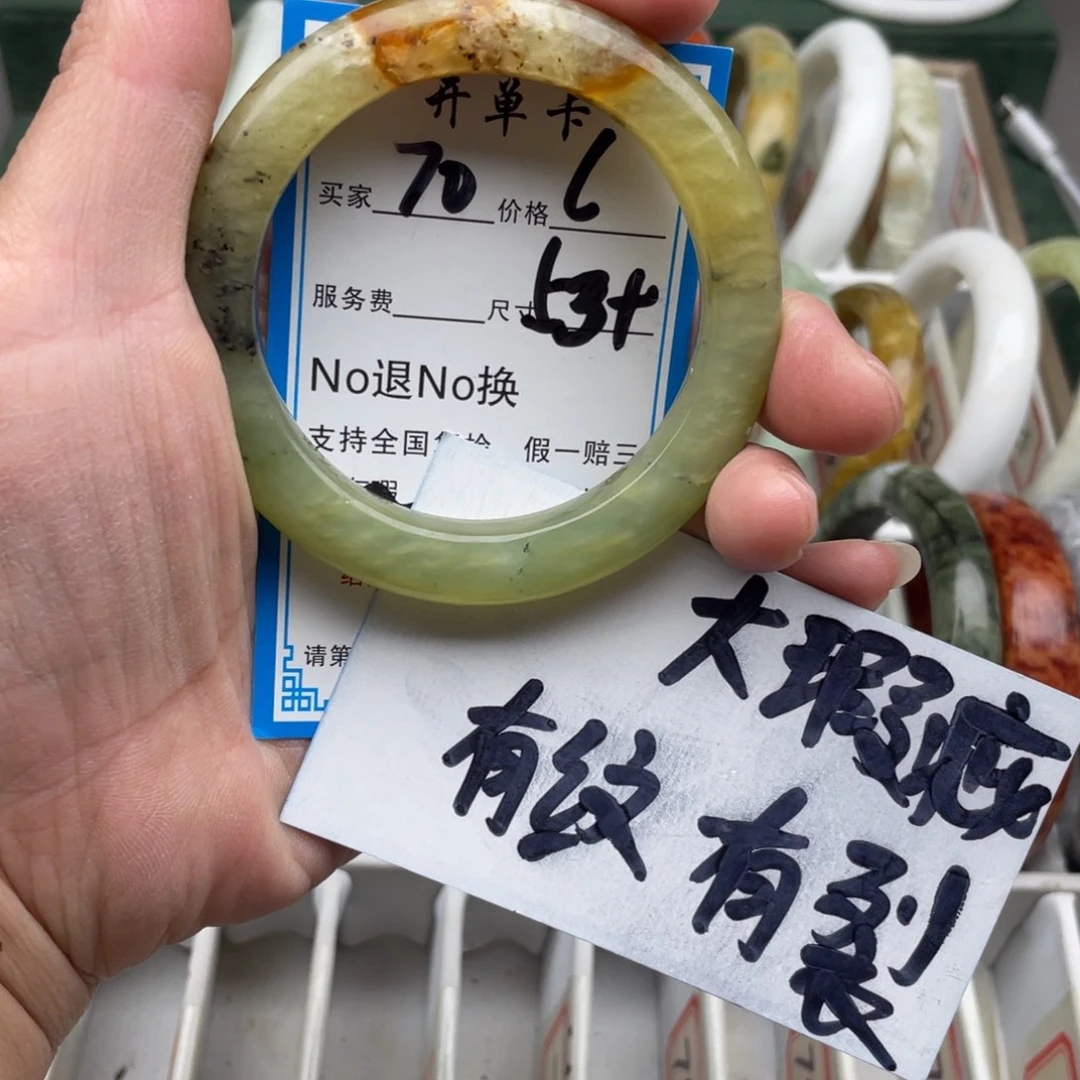 开单卡
买家 70 价格 6
服务费 尺寸 53+
No退No换
支持全国 假一赔三
请第
大瑕疵
有纹 有裂